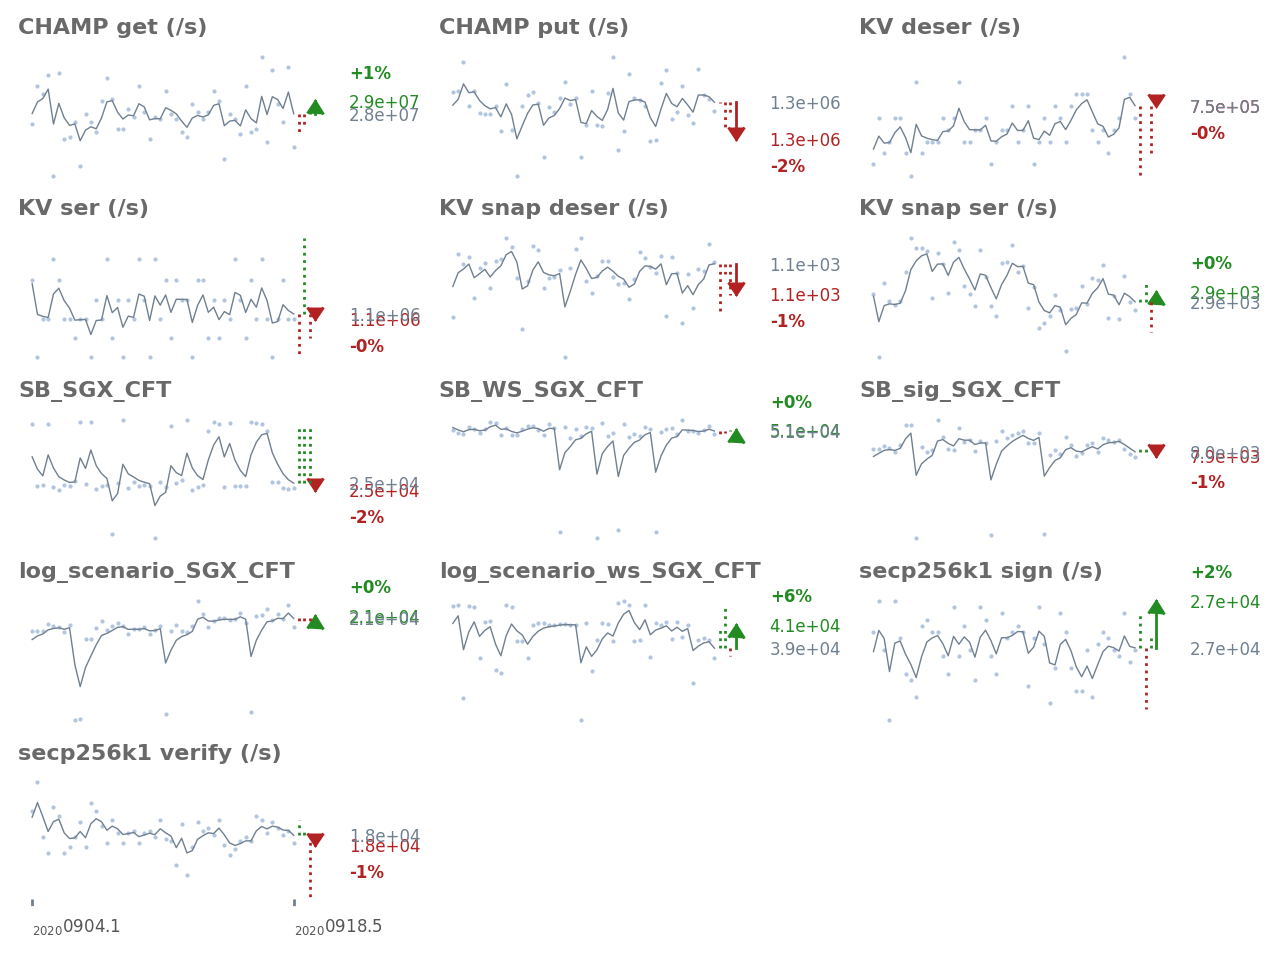 CHAMP get (/s)
+1%
2.9e+07
2.8e+07
CHAMP put (/s)
1.3e+06
1.3e+06
-2%
KV deser (/s)
7.5e+05
-0%
KV ser (/s)
1.1e+06
1.1e+06
-0%
KV snap deser (/s)
1.1e+03
1.1e+03
-1%
KV snap ser (/s)
+0%
2.9e+03
2.9e+03
SB_SGX_CFT
2.5e+04
2.5e+04
-2%
SB_WS_SGX_CFT
+0%
5.1e+04
5.1e+04
SB_sig_SGX_CFT
8.0e+03
7.9e+03
-1%
log_scenario_SGX_CFT
+0%
2.1e+04
2.1e+04
log_scenario_ws_SGX_CFT
+6%
4.1e+04
3.9e+04
secp256k1 sign (/s)
+2%
2.7e+04
2.7e+04
secp256k1 verify (/s)
1.8e+04
1.8e+04
-1%
2020 0904.1
2020 0918.5